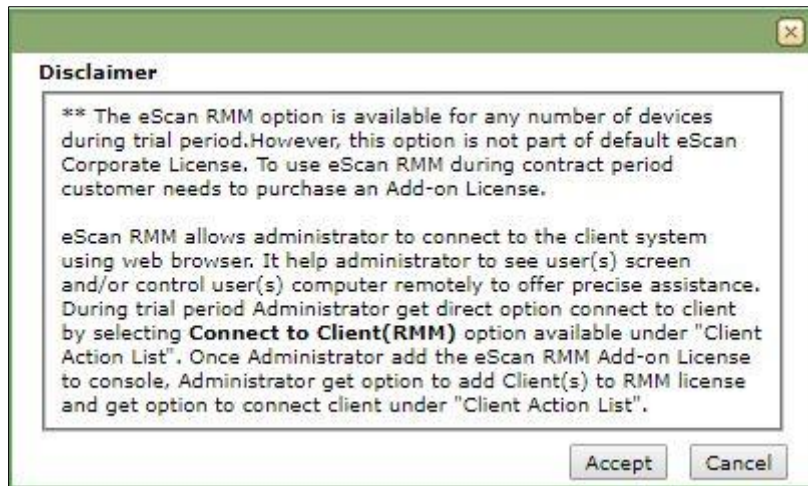 Disclaimer
** The eScan RMM option is available for any number of devices
during trial period.However, this option is not part of default eScan
Corporate License. To use eScan RMM during contract period
customer needs to purchase an Add-on License.
eScan RMM allows administrator to connect to the client system
using web browser. It help administrator to see user(s) screen
and/or control user(s) computer remotely to offer precise assistance.
During trial period Administrator get direct option connect to client
by selecting Connect to Client(RMM) option available under "Client
Action List". Once Administrator add the eScan RMM Add-on License
to console, Administrator get option to add Client(s) to RMM license
and get option to connect client under "Client Action List".
Accept Cancel